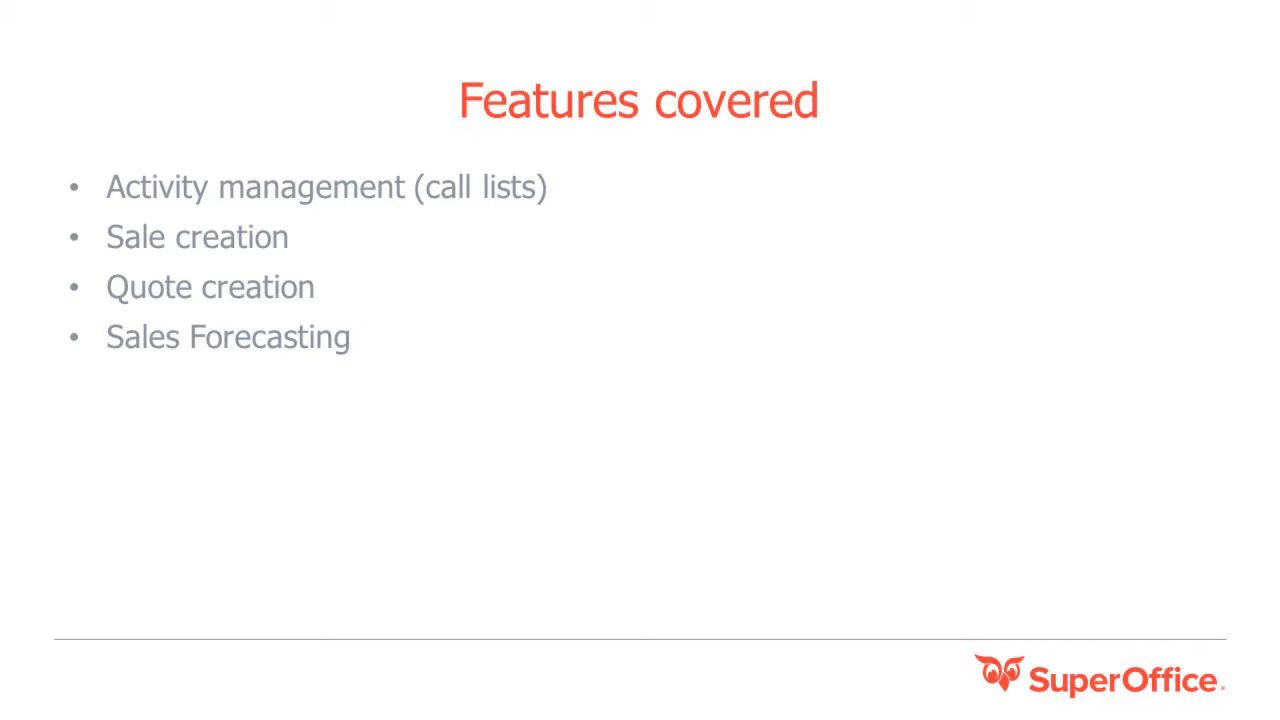 Features covered
• Activity management (call lists)
• Sale creation
• Quote creation
• Sales Forecasting
SuperOffice.